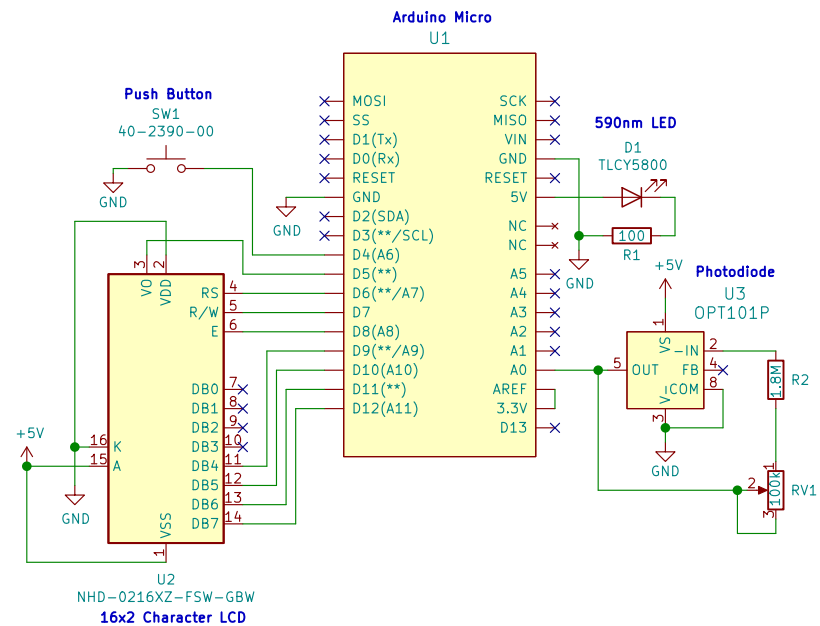 Arduino Micro
U1
Push Button
SW1
40-2390-00
GND
MOSI
SS
D1(Tx)
D0(Rx)
RESET
GND
D2(SDA)
D3(**/SCL)
D4(A6)
D5(**)
D6(**/A7)
D7
D8(A8)
D9(**/A9)
D10(A10)
D11(**)
D12(A11)
SCK
MISO
VIN
GND
RESET
5V
NC
NC
A5
A4
A3
A2
A1
A0
AREF
3.3V
D13
GND
590nm LED
D1
TLCY5800
100
R1
GND
+5V
Photodiode
U3
OPT101P
1
VS
2
-IN
5
OUT
4
FB
8
COM
V-
3
GND
1.8M
R2
1
2
100k
RV1
3
3
2
VO
VDD
4
RS
5
R/W
6
E
7
DB0
8
DB1
9
DB2
10
DB3
11
DB4
12
DB5
13
DB6
14
DB7
+5V
16
K
15
A
GND
VSS
1
U2
NHD-0216XZ-FSW-GBW
16x2 Character LCD